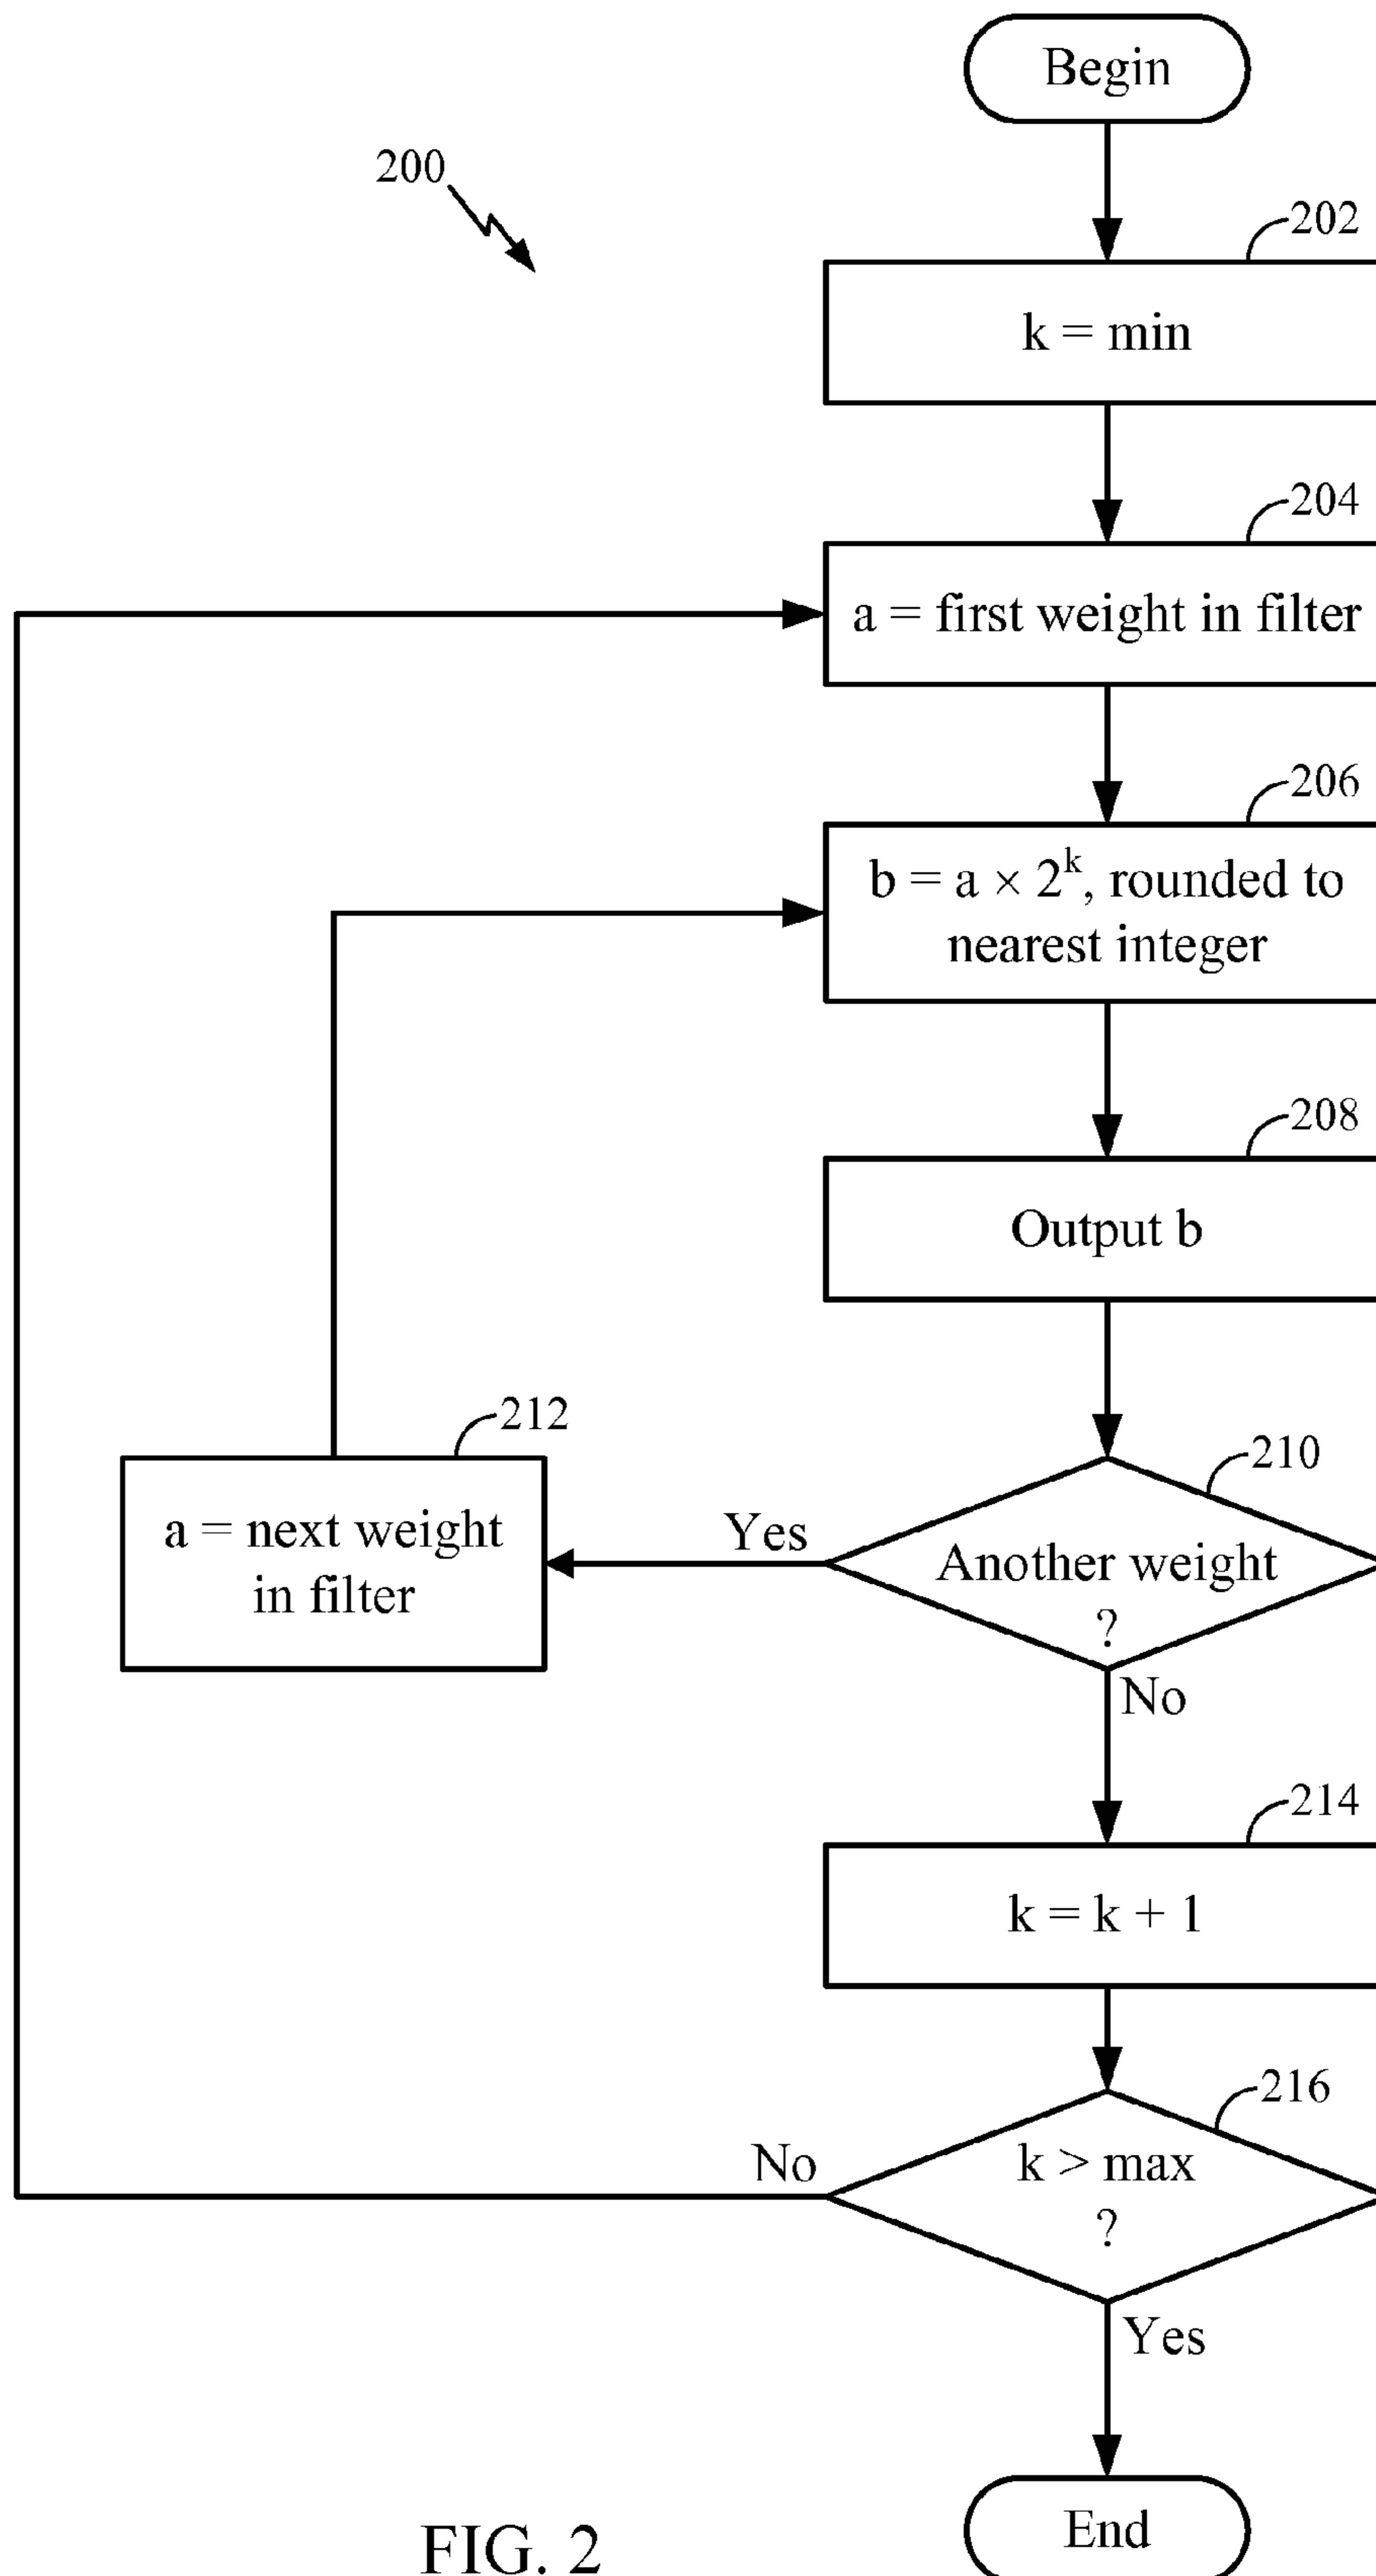 Begin
200
202
k = min
204
a = first weight in filter
206
b = a × 2^k, rounded to
nearest integer
208
Output b
210
Another weight
?
Yes
212
a = next weight
in filter
No
214
k = k + 1
216
k > max
?
No
Yes
End
FIG. 2